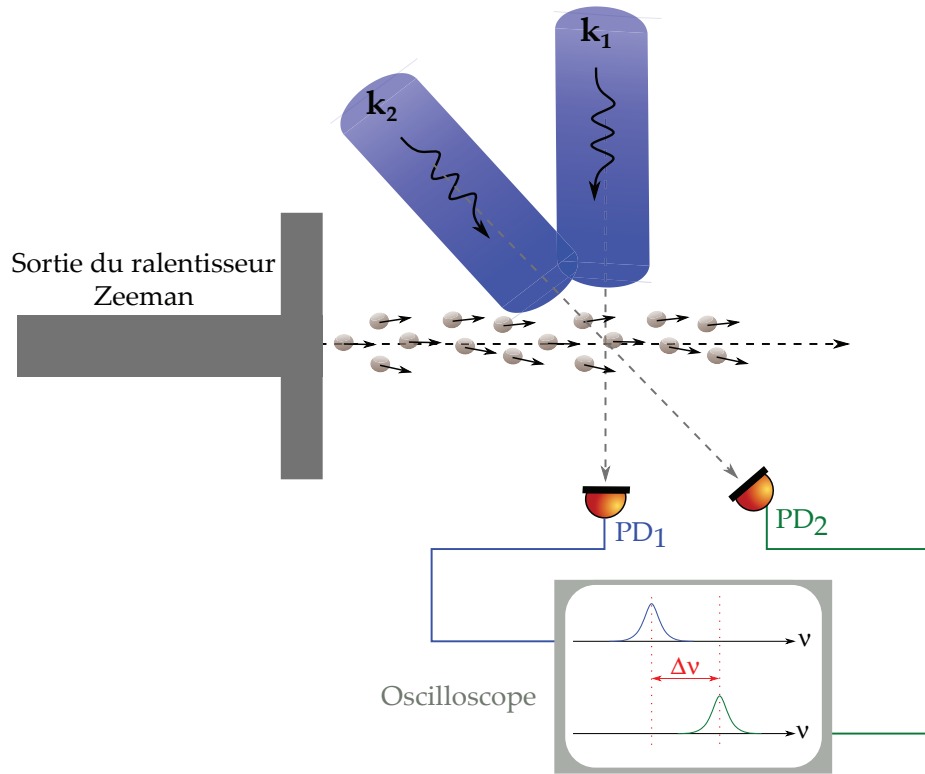 k1
k2
Sortie du ralentisseur
Zeeman
PD1
PD2
ν
Δν
Oscilloscope
ν